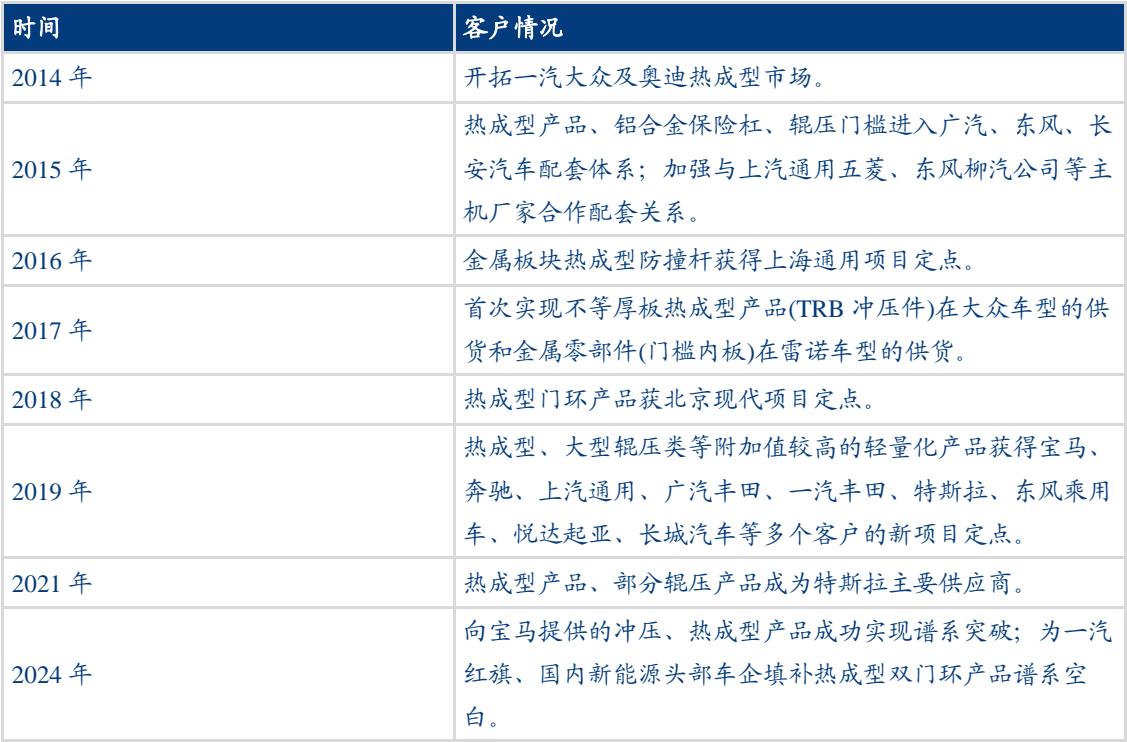 时间 客户情况
2014 年 开拓一汽大众及奥迪热成型市场。
热成型产品、铝合金保险杠、辊压门槛进入广汽、东风、长
2015 年 安汽车配套体系；加强与上汽通用五菱、东风柳汽公司等主
机厂家合作配套关系。
2016 年 金属板块热成型防撞杆获得上海通用项目定点。
2017 年 首次实现不等厚板热成型产品(TRB 冲压件)在大众车型的供
货和金属零部件(门槛内板)在雷诺车型的供货。
2018 年 热成型门环产品获北京现代项目定点。
热成型、大型辊压类等附加值较高的轻量化产品获得宝马、
2019 年 奔驰、上汽通用、广汽丰田、一汽丰田、特斯拉、东风乘用
车、悦达起亚、长城汽车等多个客户的新项目定点。
2021 年 热成型产品、部分辊压产品成为特斯拉主要供应商。
向宝马提供的冲压、热成型产品成功实现谱系突破；为一汽
2024 年 红旗、国内新能源头部车企填补热成型双门环产品谱系空
白。